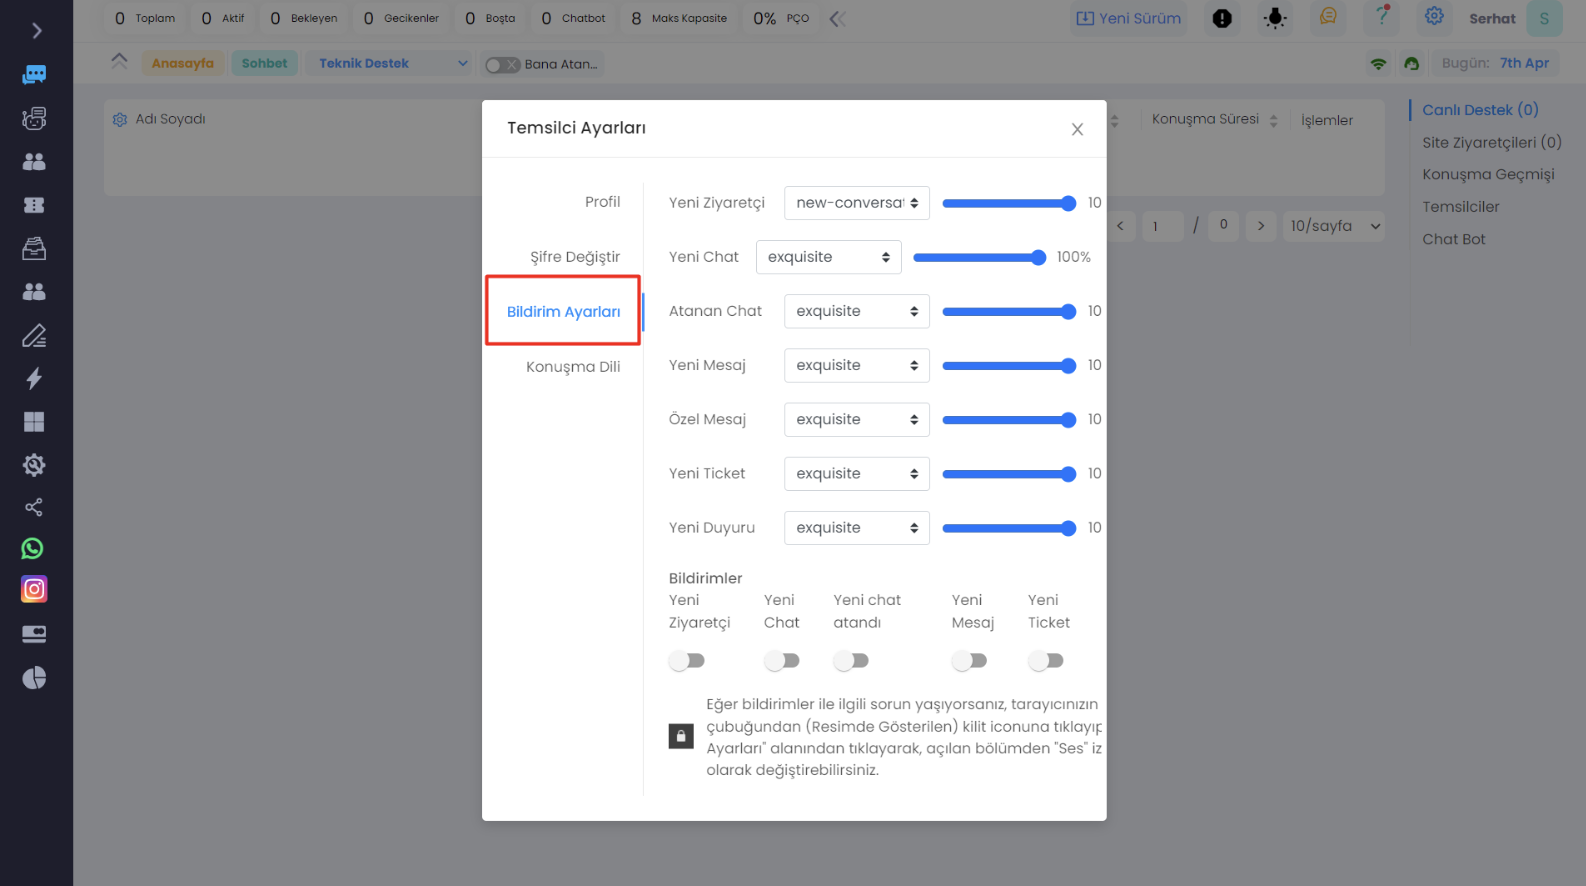 0 Toplam 0 Aktif 0 Bekleyen 0 Gecikenler 0 Boşta 0 Chatbot 8 Maks Kapasite 0% PÇO Yeni Sürüm Serhat S
Anasayfa Sohbet Teknik Destek Bana Atan... Bugün: 7th Apr
Adı Soyadı Konuşma Süresi İşlemler
Canlı Destek (0)
Site Ziyaretçileri (0)
Konuşma Geçmişi
Temsilciler
Chat Bot
1 / 0 10/sayfa
Temsilci Ayarları
Profil
Şifre Değiştir
Bildirim Ayarları
Konuşma Dili
Yeni Ziyaretçi new-conversat 10
Yeni Chat exquisite 100%
Atanan Chat exquisite 10
Yeni Mesaj exquisite 10
Özel Mesaj exquisite 10
Yeni Ticket exquisite 10
Yeni Duyuru exquisite 10
Bildirimler
Yeni Ziyaretçi
Yeni Chat
Yeni chat atandı
Yeni Mesaj
Yeni Ticket
Eğer bildirimler ile ilgili sorun yaşıyorsanız, tarayıcınızın
çubuğundan (Resimde Gösterilen) kilit iconuna tıklayıp
Ayarları" alanından tıklayarak, açılan bölümden "Ses" iz
olarak değiştirebilirsiniz.